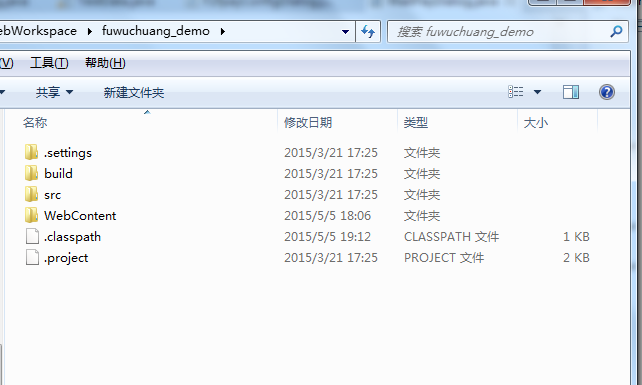 ebWorkspace ▸ fuwuchuang_demo ▸ 搜索 fuwuchuang_demo
(V) 工具(T) 帮助(H)
共享 新建文件夹
名称 修改日期 类型 大小
.settings 2015/3/21 17:25 文件夹
build 2015/3/21 17:25 文件夹
src 2015/3/21 17:25 文件夹
WebContent 2015/5/5 18:06 文件夹
.classpath 2015/5/5 19:12 CLASSPATH 文件 1 KB
.project 2015/3/21 17:25 PROJECT 文件 2 KB